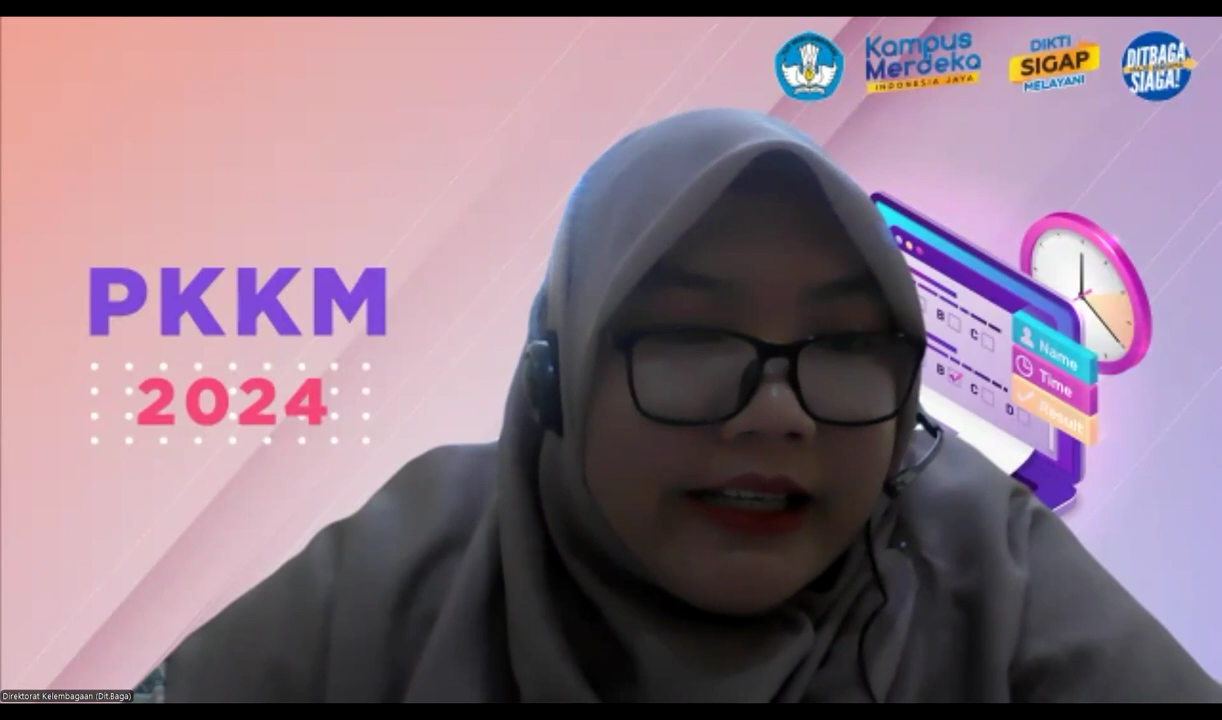 Kampus
Merdeka
INDONESIA JAYA
DIKTI
SIGAP
MELAYANI
DITBAGA
SIAGA!
PKKM
2024
B
C
B
C
D
Name
Time
Result
Direktorat Kelembagaan (Dit.Baga)